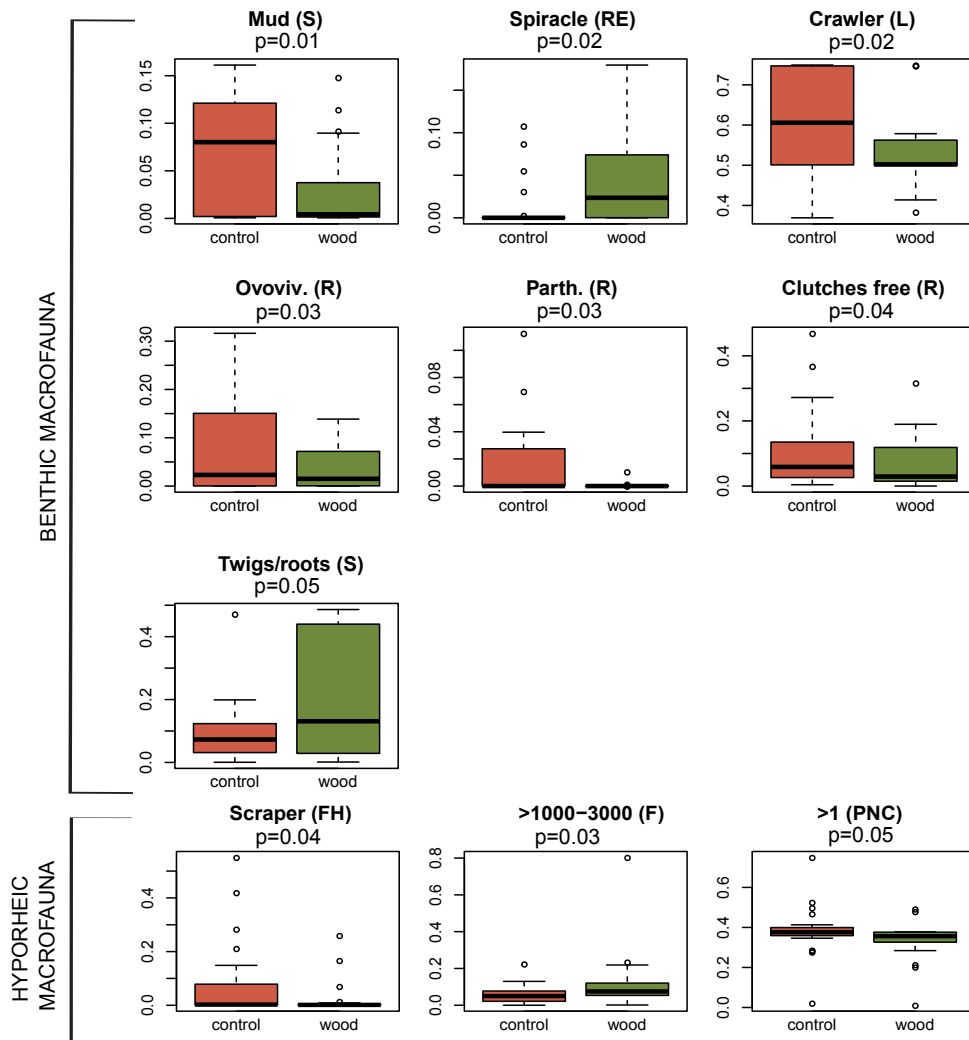 BENTHIC MACROFAUNA
Mud (S)
p=0.01
0.15
0.10
0.05
0.00
control wood
Spiracle (RE)
p=0.02
0.10
0.00
control wood
Crawler (L)
p=0.02
0.7
0.6
0.5
0.4
control wood
Ovoviv. (R)
p=0.03
0.30
0.20
0.10
0.00
control wood
Parth. (R)
p=0.03
0.08
0.04
0.00
control wood
Clutches free (R)
p=0.04
0.4
0.2
0.0
control wood
Twigs/roots (S)
p=0.05
0.4
0.2
0.0
control wood
HYPORHEIC
MACROFAUNA
Scraper (FH)
p=0.04
0.4
0.2
0.0
control wood
>1000−3000 (F)
p=0.03
0.8
0.6
0.4
0.2
0.0
control wood
>1 (PNC)
p=0.05
0.6
0.4
0.2
0.0
control wood